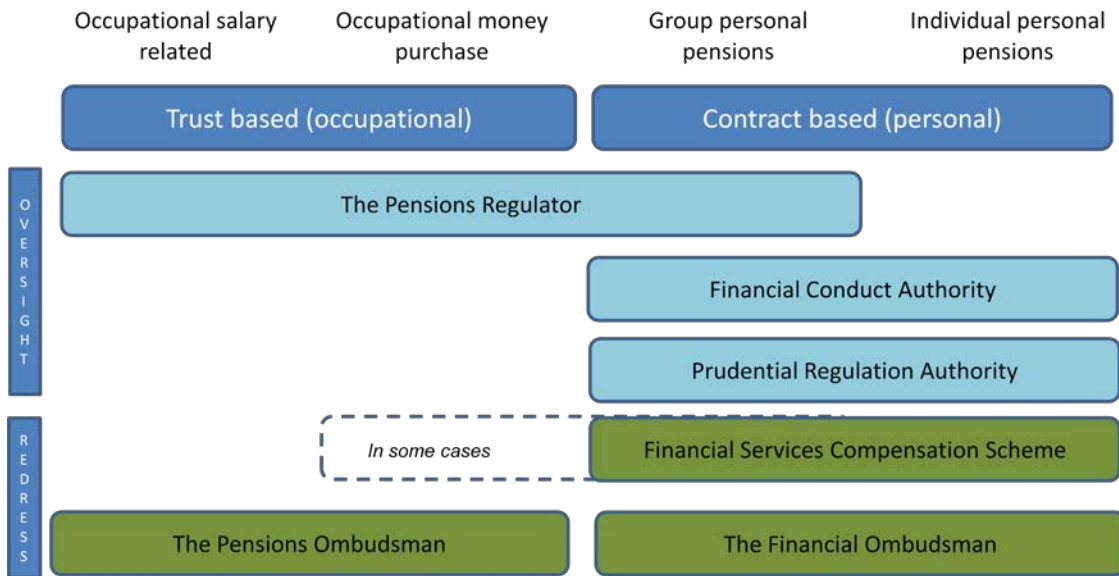 Occupational salary
related
Occupational money
purchase
Group personal
pensions
Individual personal
pensions
Trust based (occupational)
Contract based (personal)
OVERSIGHT
The Pensions Regulator
Financial Conduct Authority
Prudential Regulation Authority
REDRESS
In some cases
Financial Services Compensation Scheme
The Pensions Ombudsman
The Financial Ombudsman